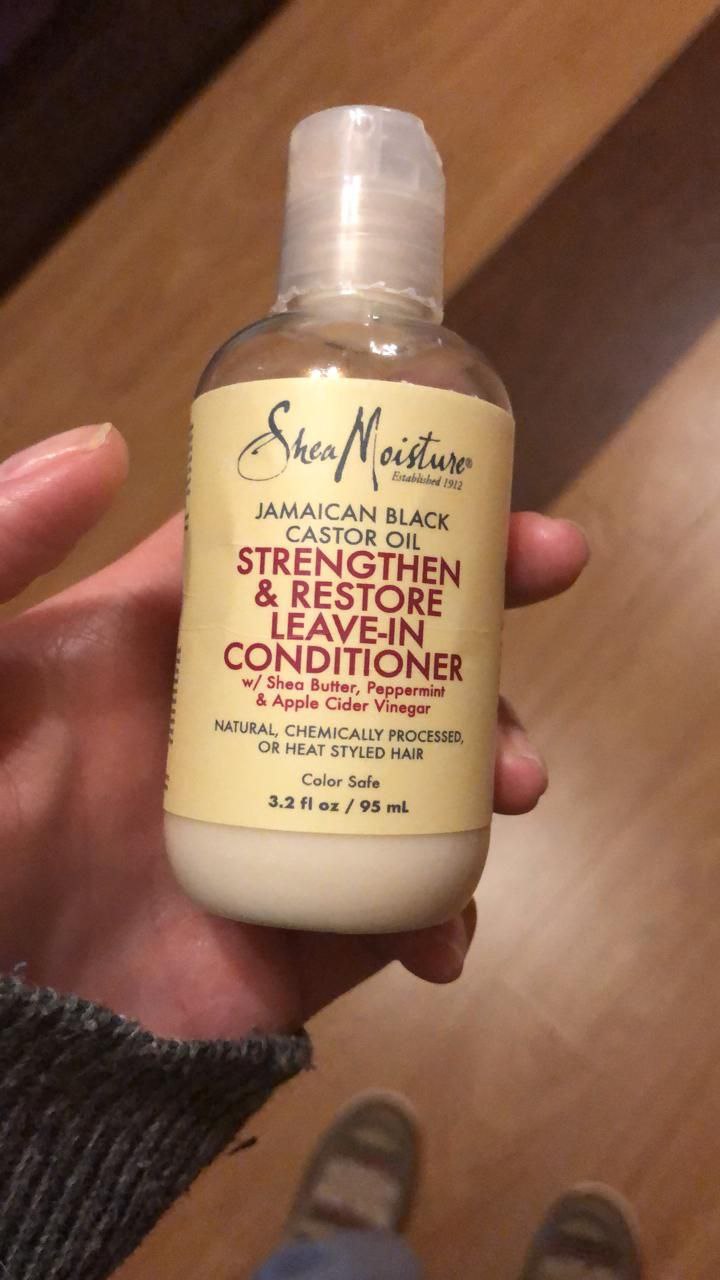 SheaMoisture®
Established 1912
JAMAICAN BLACK
CASTOR OIL
STRENGTHEN
& RESTORE
LEAVE-IN
CONDITIONER
w/ Shea Butter, Peppermint
& Apple Cider Vinegar
NATURAL, CHEMICALLY PROCESSED,
OR HEAT STYLED HAIR
Color Safe
3.2 fl oz / 95 mL